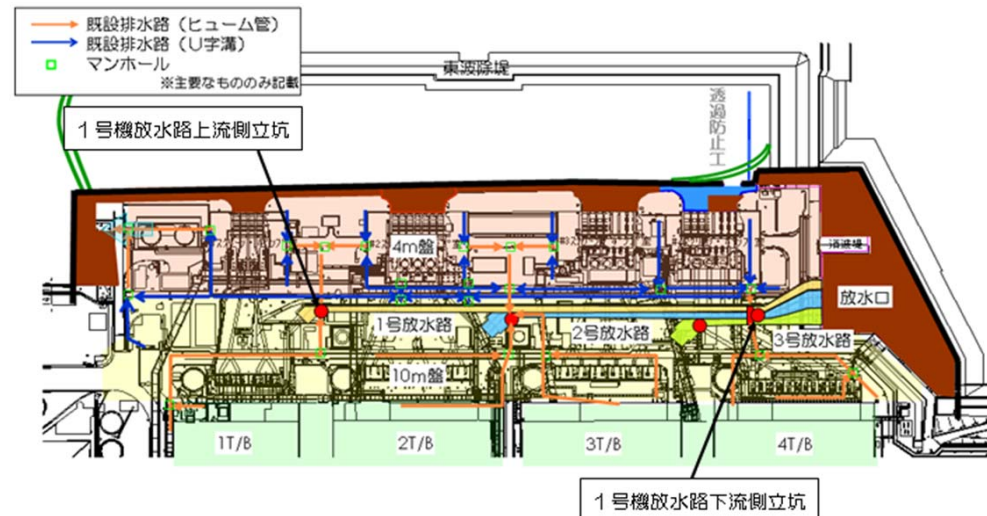 既設排水路（ヒューム管）
既設排水路（U字溝）
マンホール
※主要なもののみ記載
東波除堤
１号機放水路上流側立坑
透過防止工
4m盤
消波堤
放水口
1号放水路
2号放水路
3号放水路
10m盤
1T/B
2T/B
3T/B
4T/B
１号機放水路下流側立坑